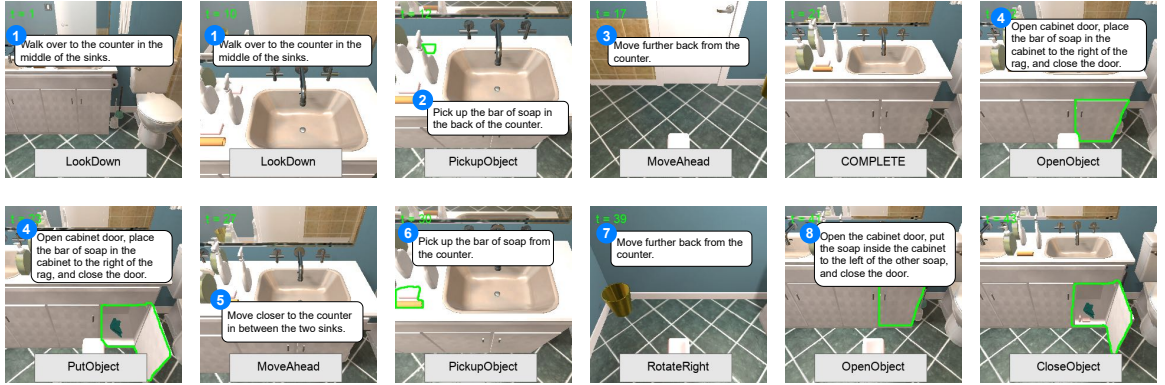 t = 1
1
Walk over to the counter in the
middle of the sinks.
LookDown
t = 10
1
Walk over to the counter in the
middle of the sinks.
LookDown
t = 12
2
Pick up the bar of soap in
the back of the counter.
PickupObject
t = 17
3
Move further back from the
counter.
MoveAhead
COMPLETE
4
Open cabinet door, place
the bar of soap in the
cabinet to the right of the
rag, and close the door.
OpenObject
4
Open cabinet door, place
the bar of soap in the
cabinet to the right of the
rag, and close the door.
PutObject
t = 27
5
Move closer to the counter
in between the two sinks.
MoveAhead
t = 30
6
Pick up the bar of soap from
the counter.
PickupObject
t = 39
7
Move further back from the
counter.
RotateRight
8
Open the cabinet door, put
the soap inside the cabinet
to the left of the other soap,
and close the door.
OpenObject
CloseObject